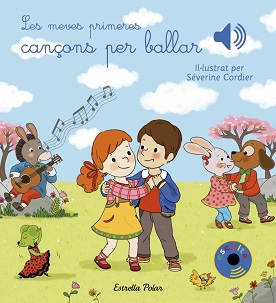 Les meves primeres
cançons per ballar
Il·lustrat per
Séverine Cordier
Estrella Polar